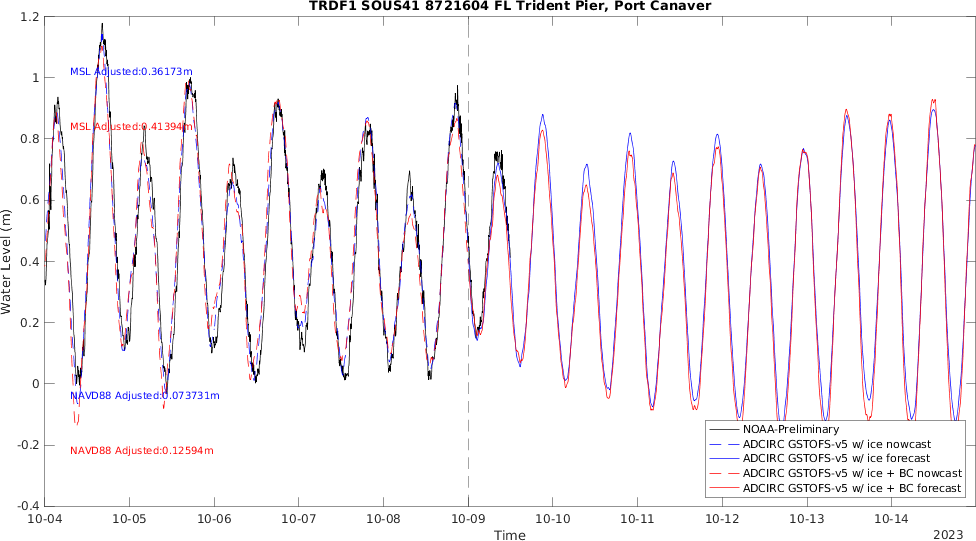 TRDF1 SOUS41 8721604 FL Trident Pier, Port Canaver
1.2
1
0.8
0.6
0.4
0.2
0
-0.2
-0.4
Water Level (m)
MSL Adjusted:0.36173m
MSL Adjusted:0.41394m
NAVD88 Adjusted:0.073731m
NAVD88 Adjusted:0.12594m
NOAA-Preliminary
ADCIRC GSTOFS-v5 w/ ice nowcast
ADCIRC GSTOFS-v5 w/ ice forecast
ADCIRC GSTOFS-v5 w/ ice + BC nowcast
ADCIRC GSTOFS-v5 w/ ice + BC forecast
10-04 10-05 10-06 10-07 10-08 10-09 10-10 10-11 10-12 10-13 10-14
Time
2023